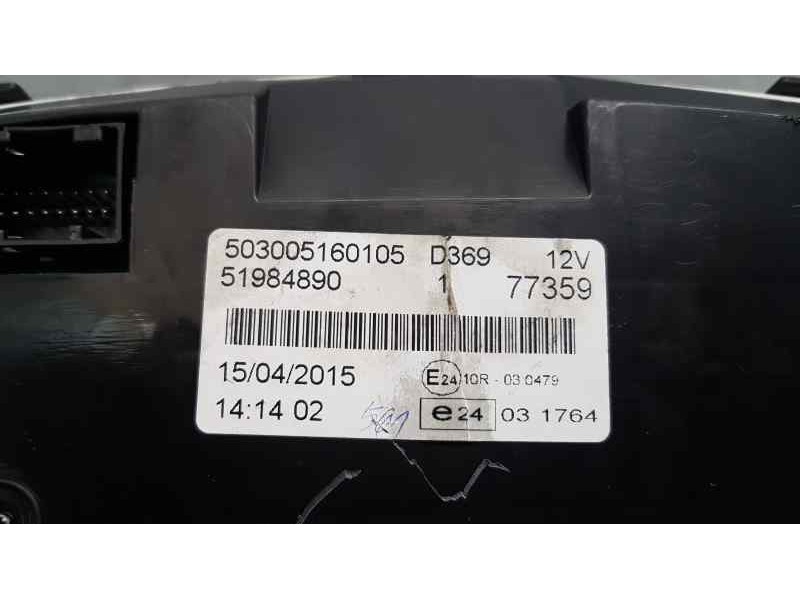 503005160105 D369 12V
51984890 1 77359
15/04/2015 E24 10R - 03 0479
14:14 02 e24 03 1764